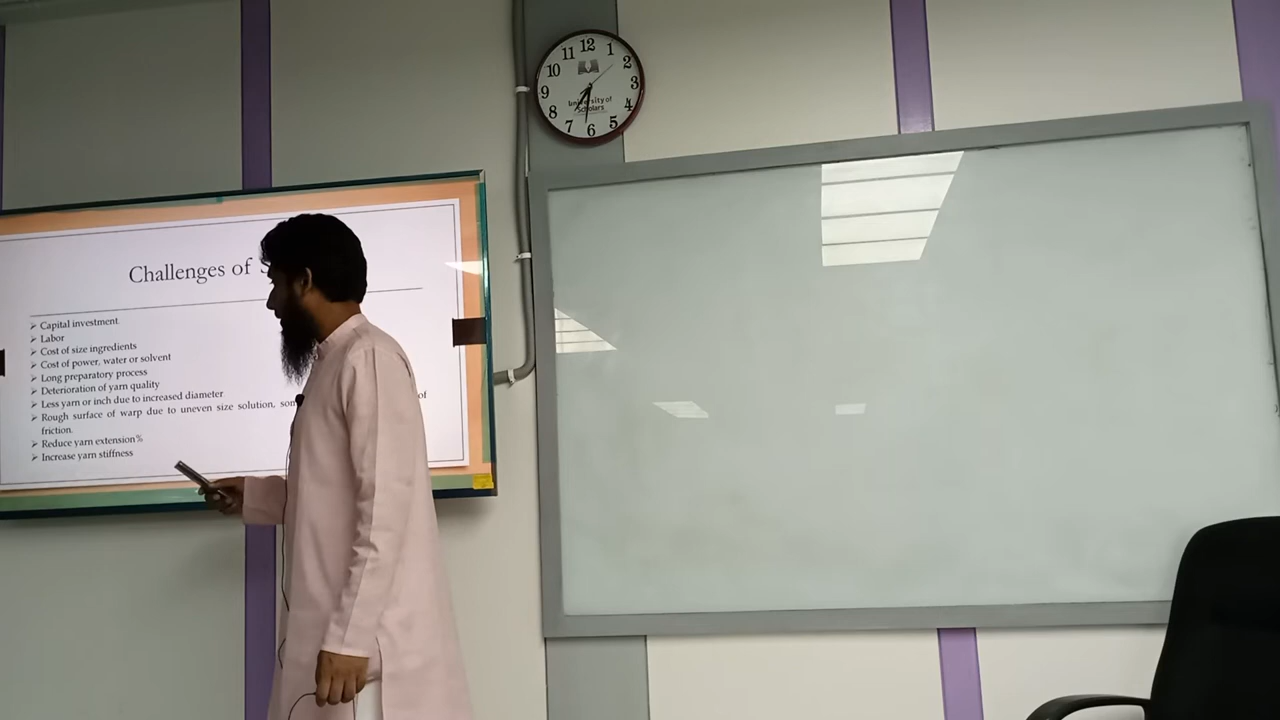 12
11 1
10 2
9 3
8 4
7 5
6
University of
Scholars
Challenges of
➢ Capital investment.
➢ Labor
➢ Cost of size ingredients
➢ Cost of power, water or solvent
➢ Long preparatory process
➢ Deterioration of yarn quality
➢ Less yarn or inch due to increased diameter
➢ Rough surface of warp due to uneven size solution, of
friction.
➢ Reduce yarn extension%
➢ Increase yarn stiffness